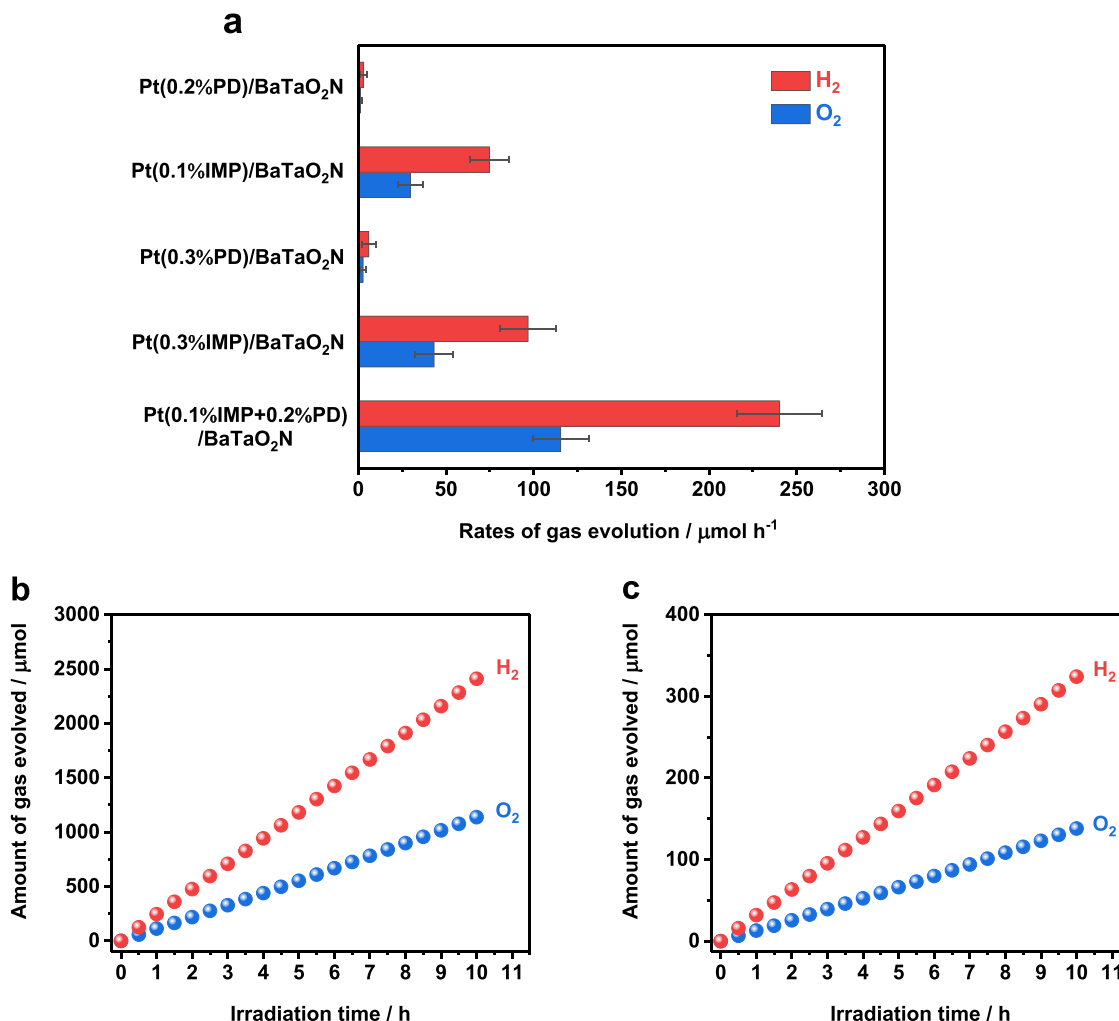 a
Pt(0.2%PD)/BaTaO₂N
Pt(0.1%IMP)/BaTaO₂N
Pt(0.3%PD)/BaTaO₂N
Pt(0.3%IMP)/BaTaO₂N
Pt(0.1%IMP+0.2%PD)
/BaTaO₂N
H₂
O₂
0 50 100 150 200 250 300
Rates of gas evolution / μmol h⁻¹
b
Amount of gas evolved / μmol
3000
2500
2000
1500
1000
500
0
H₂
O₂
0 1 2 3 4 5 6 7 8 9 10 11
Irradiation time / h
c
Amount of gas evolved / μmol
400
300
200
100
0
H₂
O₂
0 1 2 3 4 5 6 7 8 9 10 11
Irradiation time / h